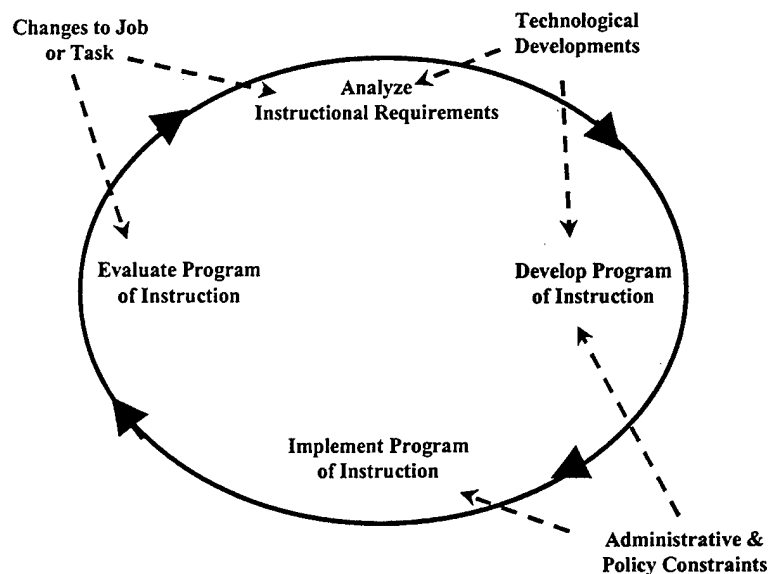 Changes to Job
or Task
Technological
Developments
Analyze
Instructional Requirements
Evaluate Program
of Instruction
Develop Program
of Instruction
Implement Program
of Instruction
Administrative &
Policy Constraints